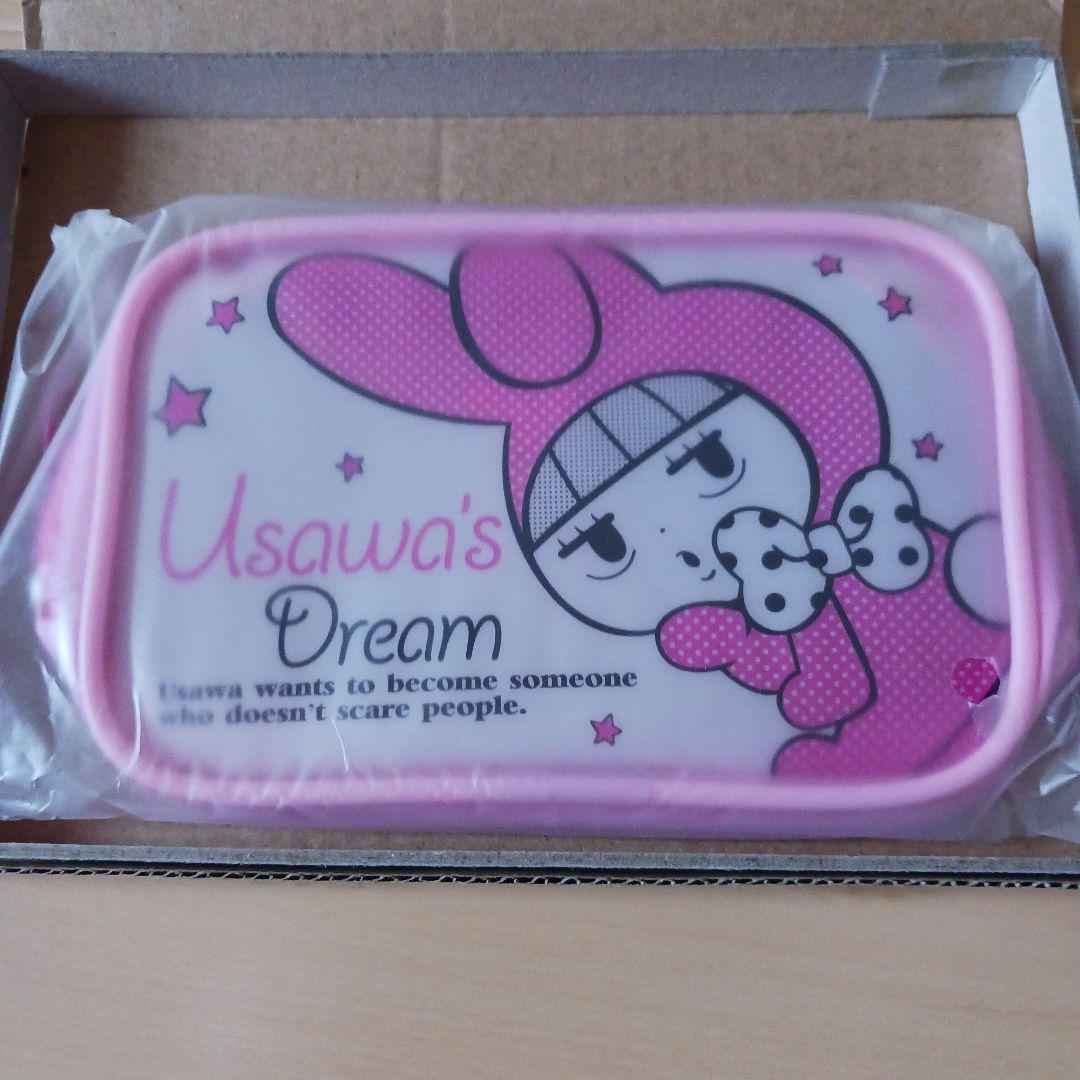 Usawa's
Dream
Usawa wants to become someone
who doesn't scare people.